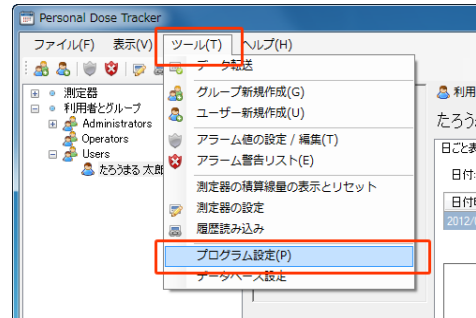 Personal Dose Tracker
ファイル(F) 表示(V) ツール(T) ヘルプ(H)
データ転送
グループ新規作成(G)
ユーザー新規作成(U)
アラーム値の設定 / 編集(T)
アラーム警告リスト(E)
測定器の積算線量の表示とリセット
測定器の設定
履歴読み込み
プログラム設定(P)
データベース設定
測定器
利用者とグループ
Administrators
Operators
Users
たろうまる 太郎
利用
たろう
日ごと表
日付:
日付
2012/